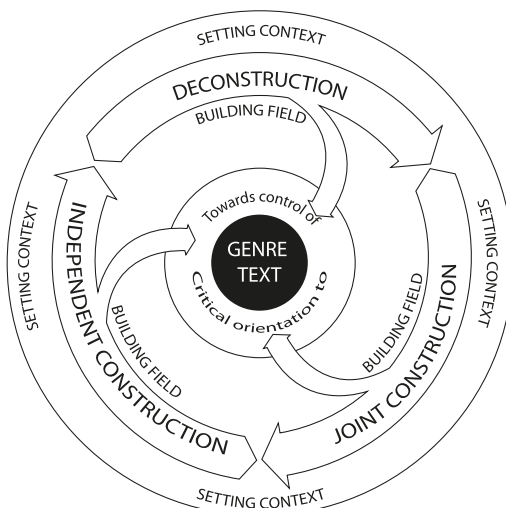 SETTING CONTEXT
DECONSTRUCTION
BUILDING FIELD
SETTING CONTEXT
JOINT CONSTRUCTION
BUILDING FIELD
SETTING CONTEXT
INDEPENDENT CONSTRUCTION
BUILDING FIELD
SETTING CONTEXT
Towards control of
GENRE
TEXT
Critical orientation to